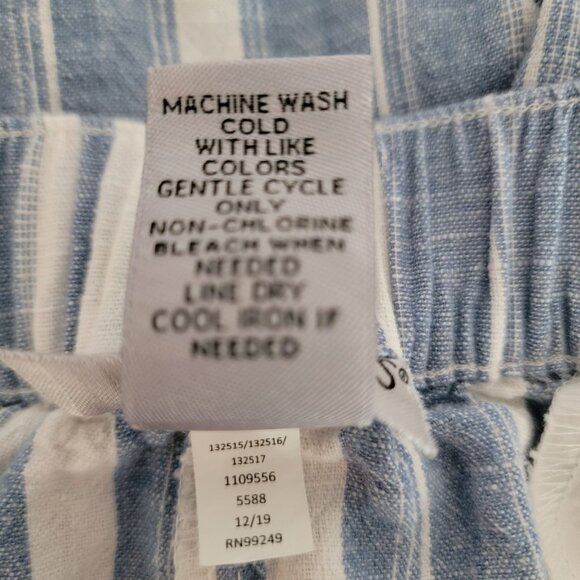 MACHINE WASH
COLD
WITH LIKE
COLORS
GENTLE CYCLE
ONLY
NON-CHLORINE
BLEACH WHEN
NEEDED
LINE DRY
COOL IRON IF
NEEDED
132515/132516/
132517
1109556
5588
12/19
RN99249